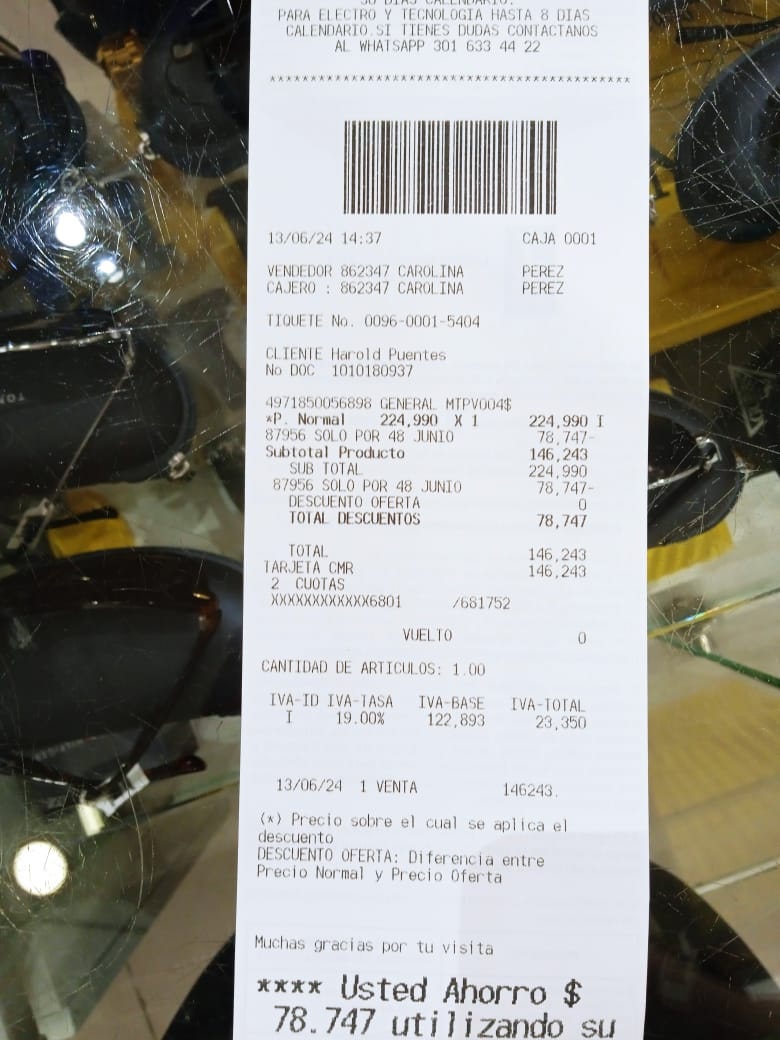 30 DIAS CALENDARIO.
PARA ELECTRO Y TECNOLOGIA HASTA 8 DIAS
CALENDARIO.SI TIENES DUDAS CONTACTANOS
AL WHATSAPP 301 633 44 22
*******************************************
13/06/24 14:37 CAJA 0001
VENDEDOR 862347 CAROLINA PEREZ
CAJERO : 862347 CAROLINA PEREZ
TIQUETE No. 0096-0001-5404
CLIENTE Harold Puentes
No DOC 1010180937
4971850056898 GENERAL MTPV004$
*P. Normal 224,990 X 1 224,990 I
87956 SOLO POR 48 JUNIO 78,747-
Subtotal Producto 146,243
SUB TOTAL 224,990
87956 SOLO POR 48 JUNIO 78,747-
DESCUENTO OFERTA 0
TOTAL DESCUENTOS 78,747
TOTAL 146,243
TARJETA CMR 146,243
2 CUOTAS
XXXXXXXXXXXX6801 /681752
VUELTO 0
CANTIDAD DE ARTICULOS: 1.00
IVA-ID IVA-TASA IVA-BASE IVA-TOTAL
I 19.00% 122,893 23,350
13/06/24 1 VENTA 146243.
(*) Precio sobre el cual se aplica el
descuento
DESCUENTO OFERTA: Diferencia entre
Precio Normal y Precio Oferta
Muchas gracias por tu visita
**** Usted Ahorro $
78.747 utilizando su